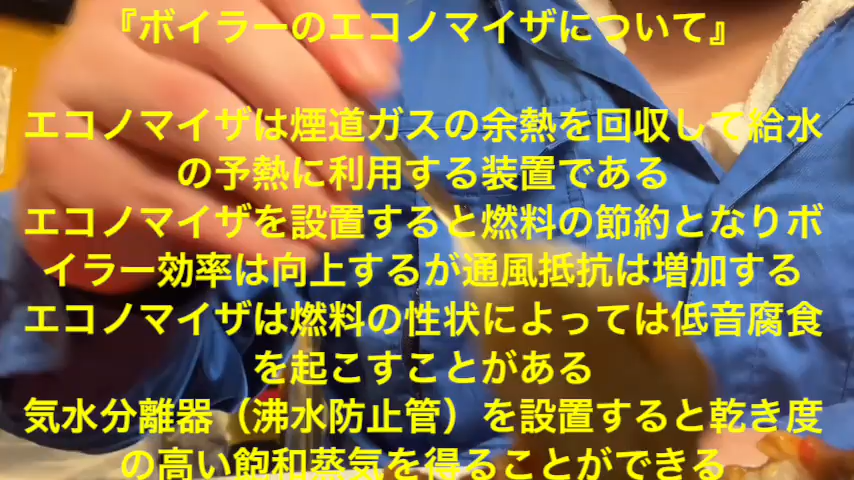 『ボイラーのエコノマイザについて』
エコノマイザは煙道ガスの余熱を回収して給水
の予熱に利用する装置である
エコノマイザを設置すると燃料の節約となりボ
イラー効率は向上するが通風抵抗は増加する
エコノマイザは燃料の性状によっては低音腐食
を起こすことがある
気水分離器（沸水防止管）を設置すると乾き度
の高い飽和蒸気を得ることができる